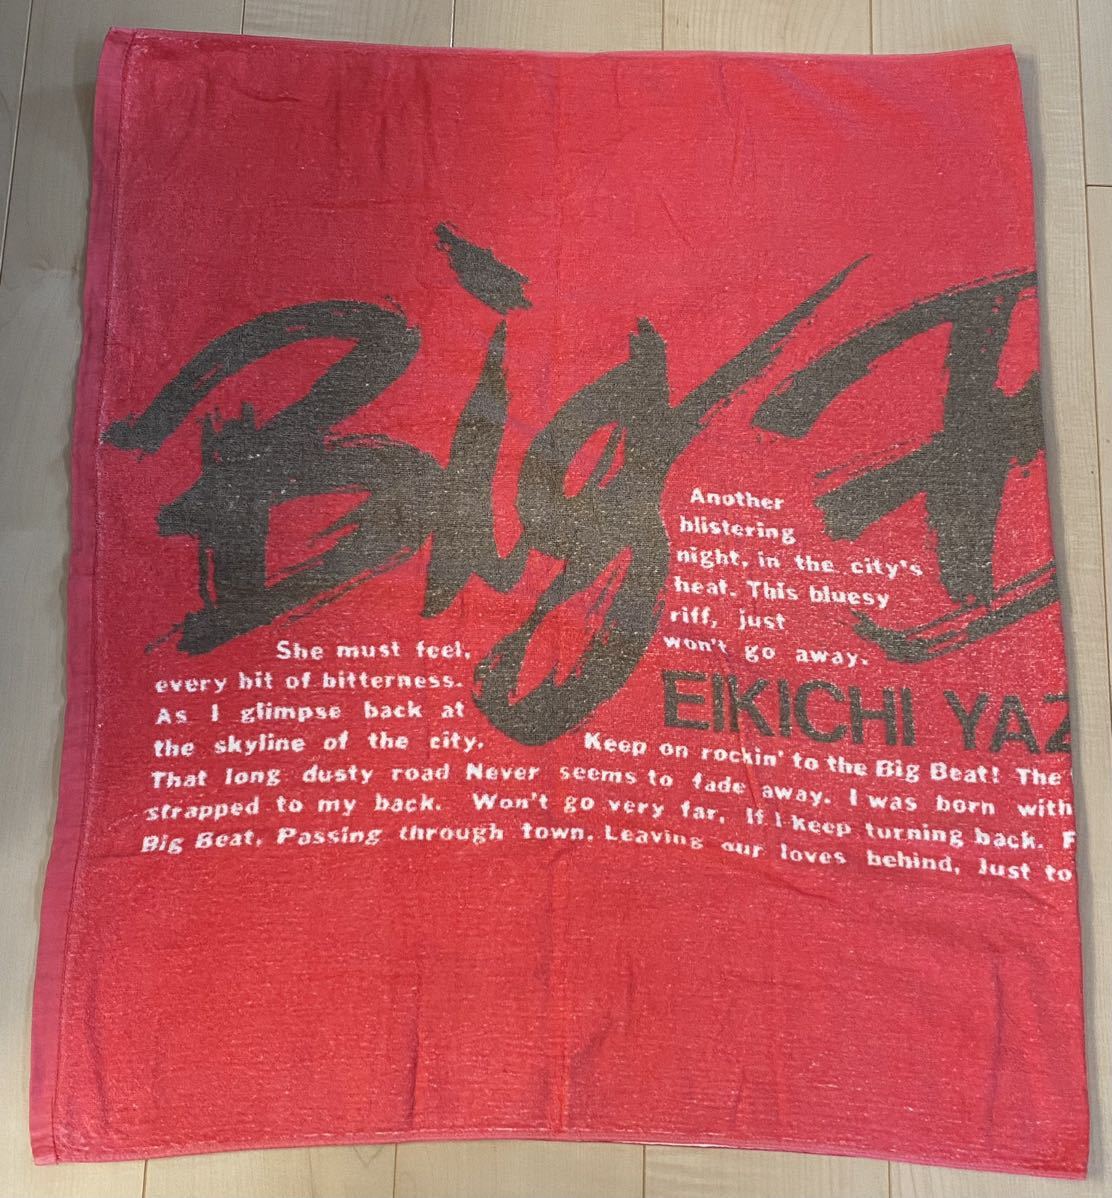 Big B
Another
blistering
night, in the city's
heat. This bluesy
riff, just
won't go away.
EIKICHI YAZ
She must feel,
every bit of bitterness.
As I glimpse back at
the skyline of the city.
Keep on rockin' to the Big Beat! The
That long dusty road Never seems to fade away. I was born with
strapped to my back. Won't go very far, If I keep turning back. F
Big Beat, Passing through town, Leaving our loves behind, Just to